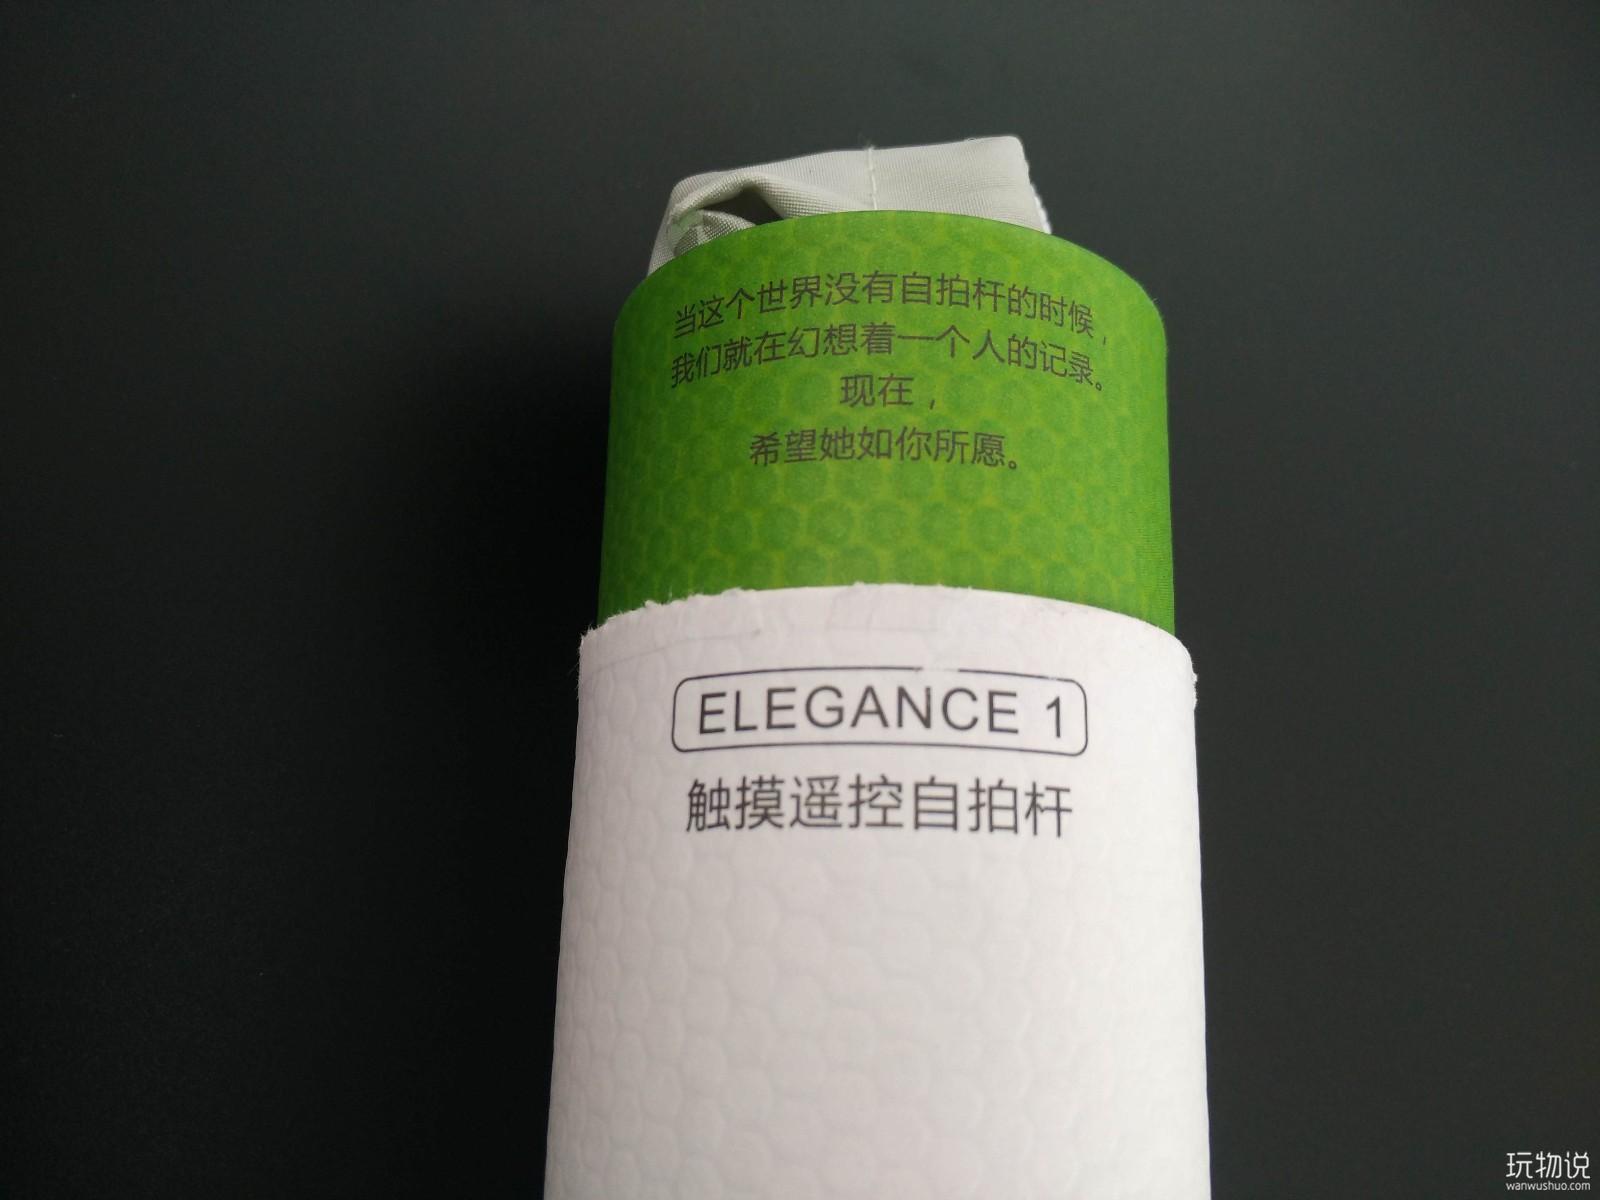 当这个世界没有自拍杆的时候，
我们就在幻想着一个人的记录。
现在，
希望她如你所愿。
ELEGANCE 1
触摸遥控自拍杆
玩物说
wanwushuo.com